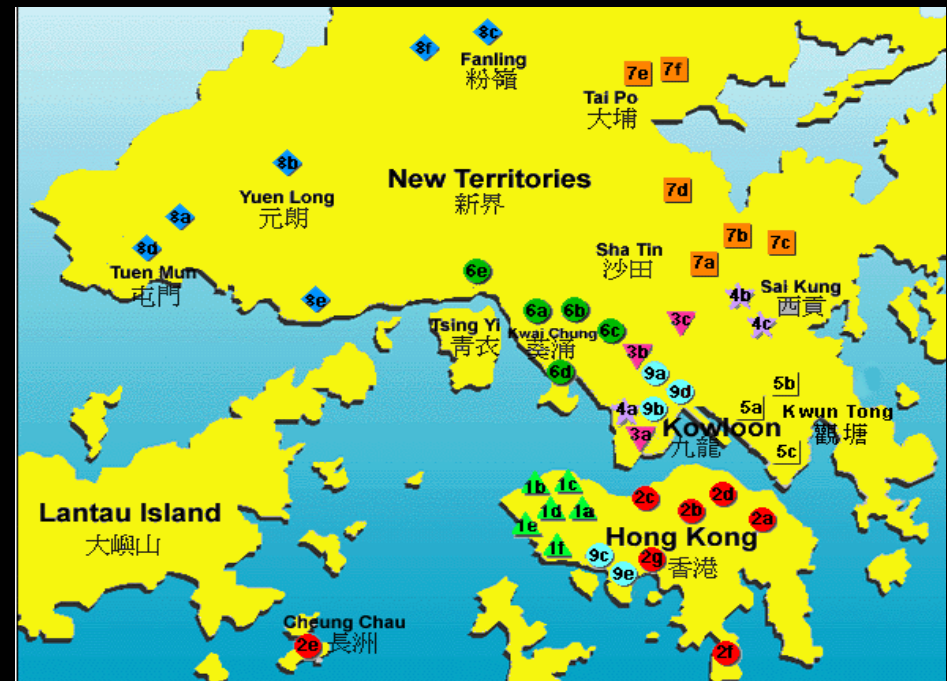 8c
8f
Fanling
粉嶺
7e
7f
Tai Po
大埔
8b
New Territories
新界
7d
Yuen Long
元朗
8a
7b
7c
8d
Sha Tin
沙田
7a
Tuen Mun
屯門
6e
4b
Sai Kung
西貢
8e
6a
6b
4c
Tsing Yi
青衣
Kwai Chung
葵涌
6c
3c
3b
6d
9a
9d
5b
4a
9b
5a
Kwun Tong
觀塘
Kowloon
九龍
3a
5c
1b
1c
2c
2d
Lantau Island
大嶼山
1d
1a
2b
2a
1e
Hong Kong
香港
1f
9c
2g
9e
Cheung Chau
長洲
2e
2f